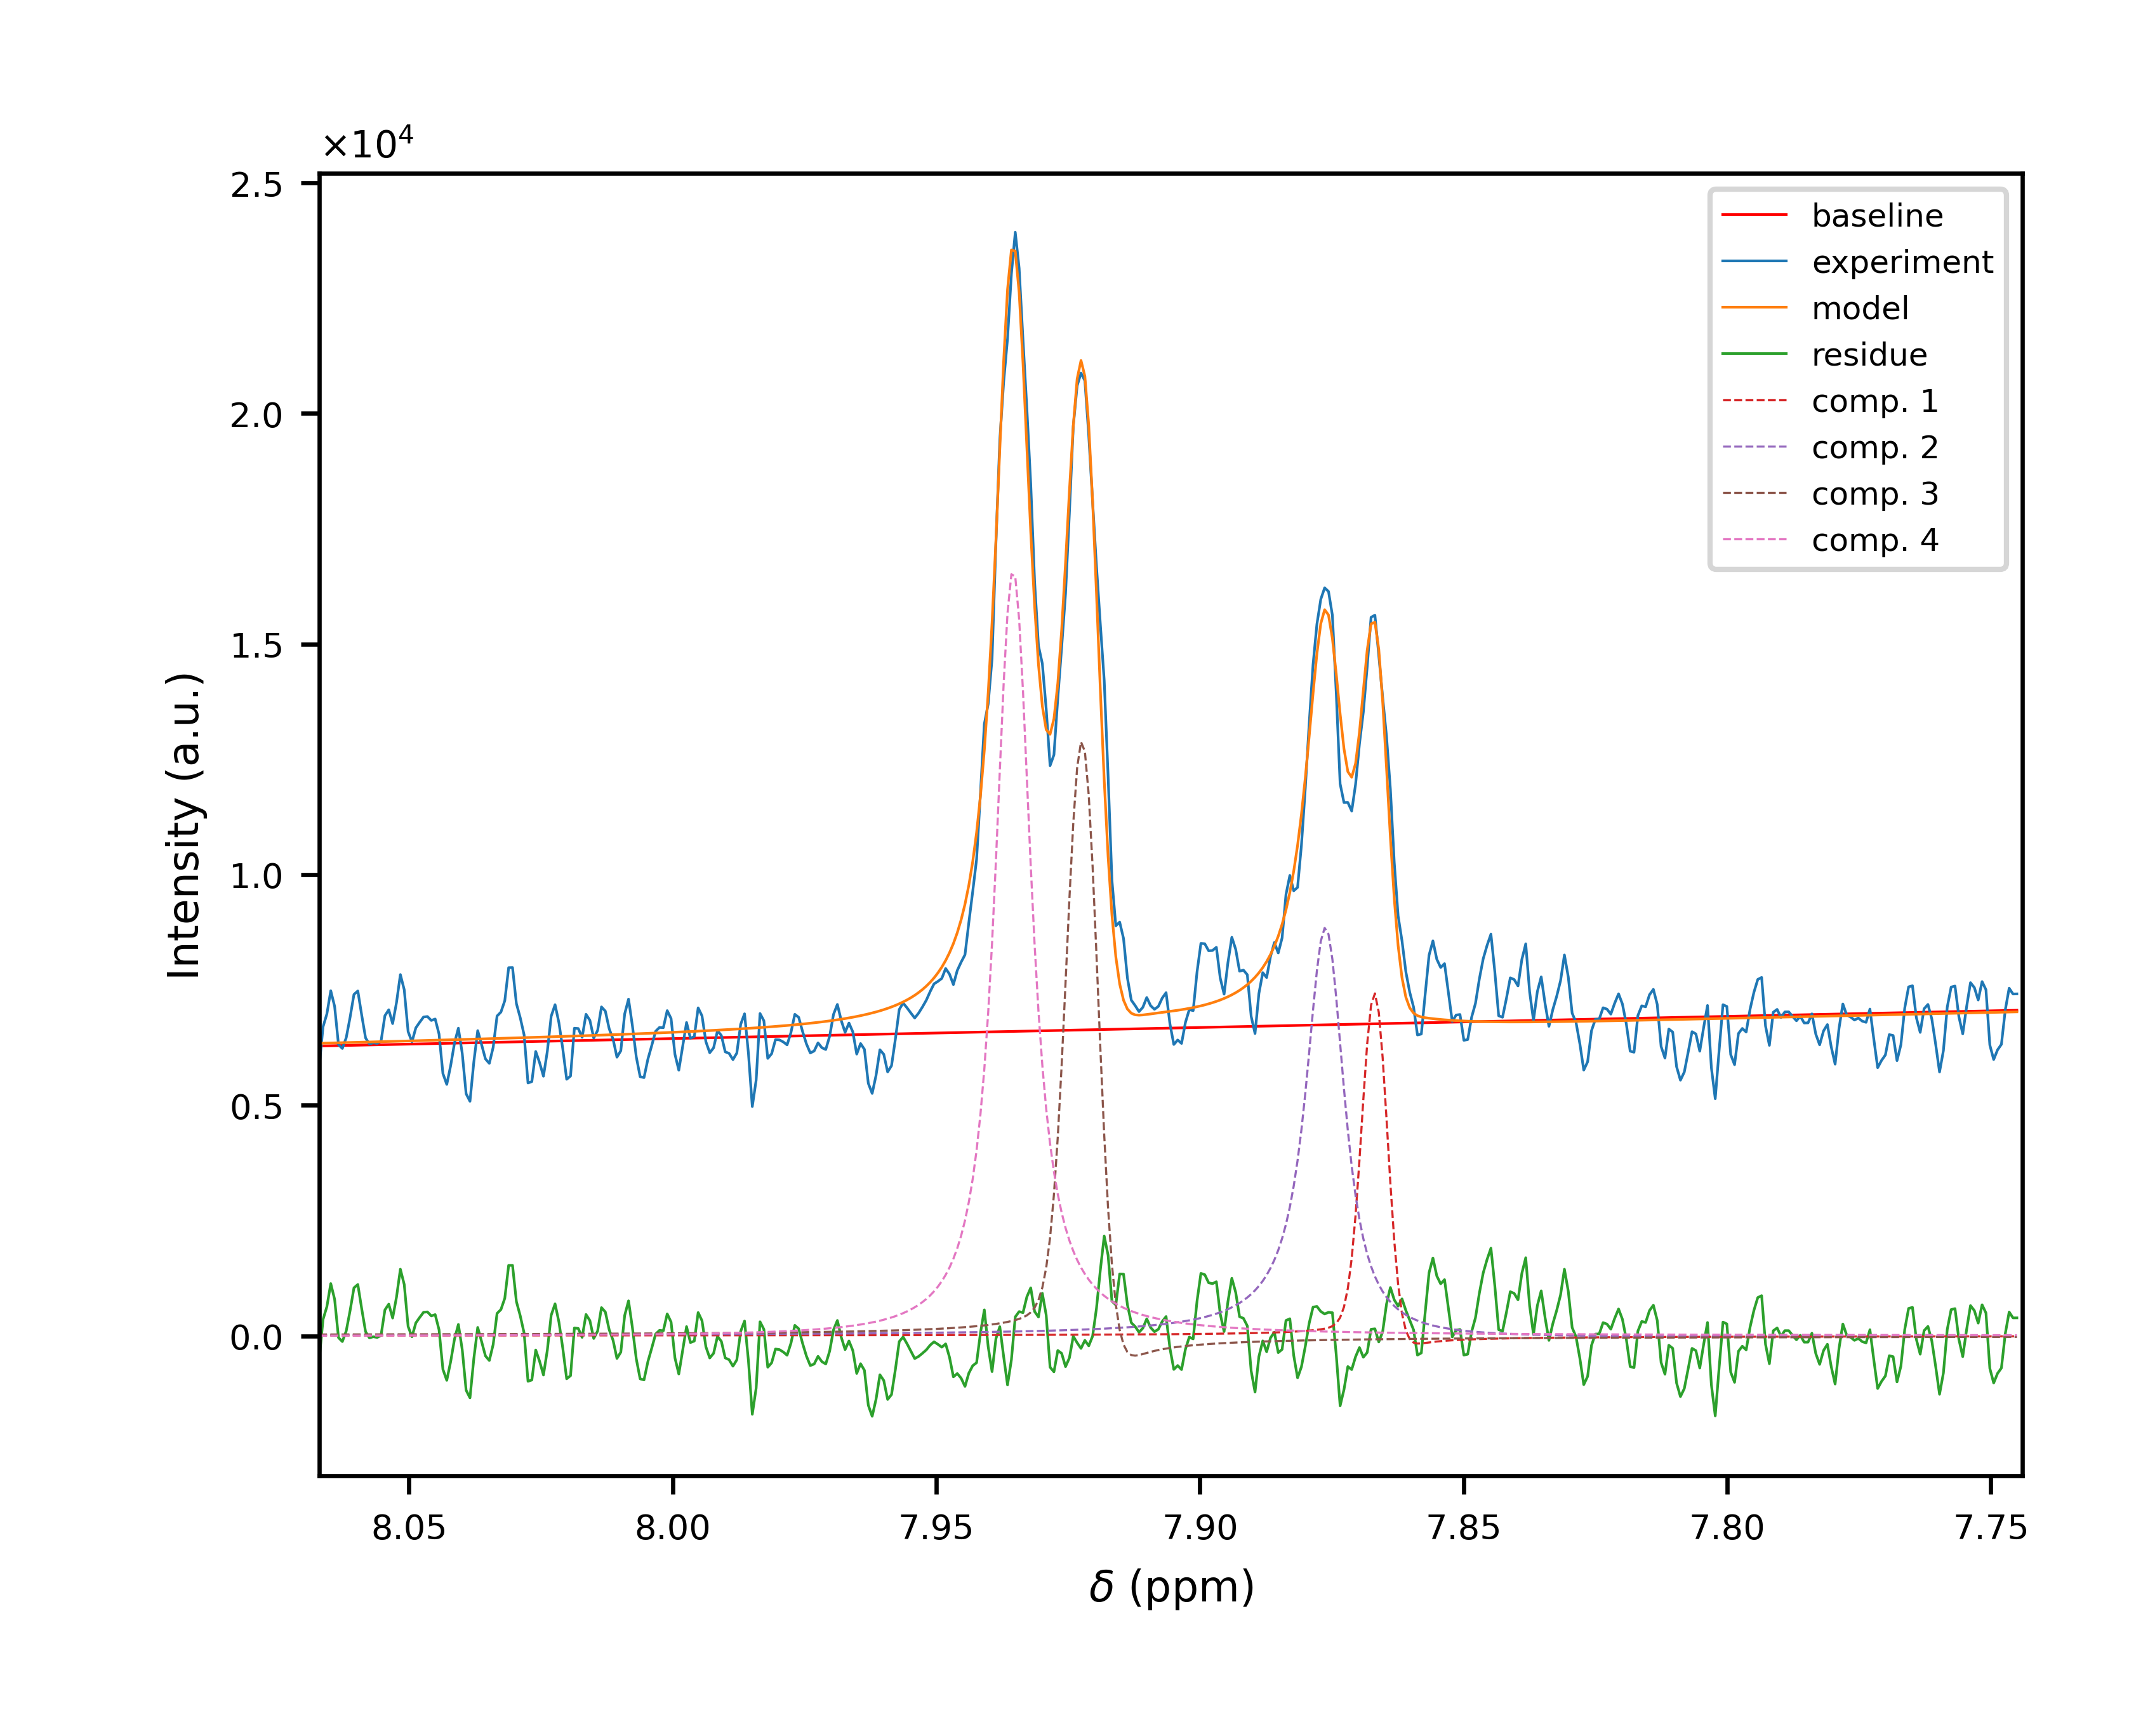 ×10⁴
2.5
2.0
1.5
1.0
0.5
0.0
Intensity (a.u.)
baseline
experiment
model
residue
comp. 1
comp. 2
comp. 3
comp. 4
8.05 8.00 7.95 7.90 7.85 7.80 7.75
δ (ppm)